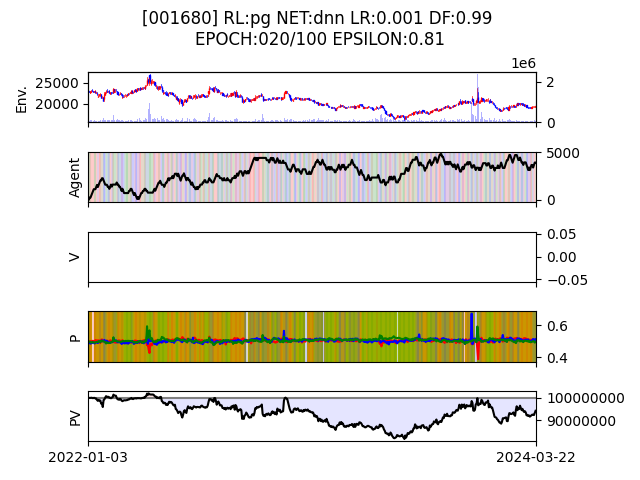 [001680] RL:pg NET:dnn LR:0.001 DF:0.99
EPOCH:020/100 EPSILON:0.81
1e6
Env.
25000
20000
2
0
Agent
5000
0
V
0.05
0.00
−0.05
P
0.6
0.4
PV
100000000
90000000
2022-01-03
2024-03-22